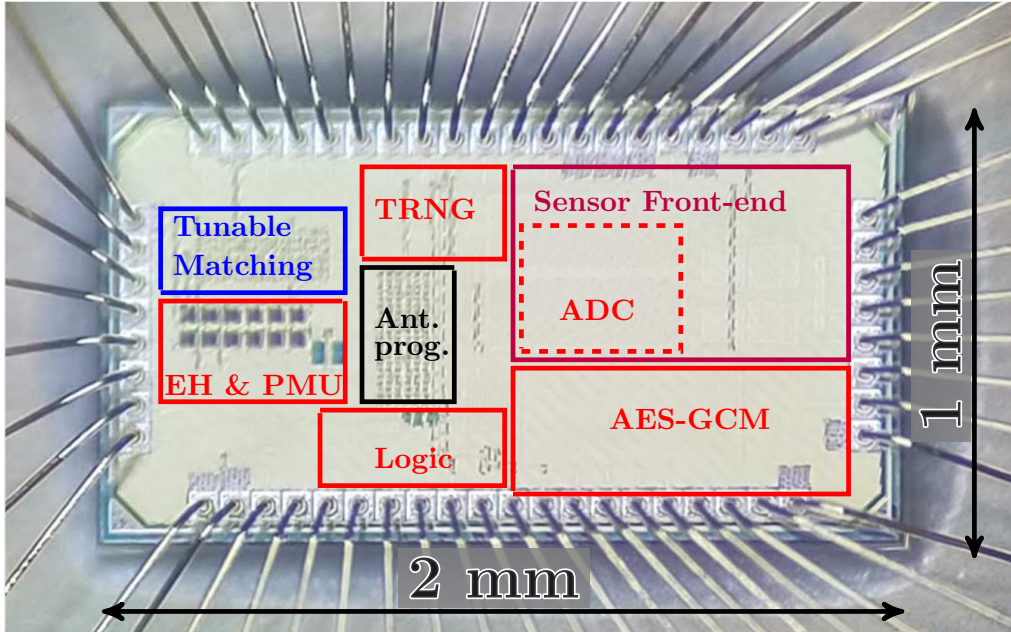 TRNG
Sensor Front-end
Tunable
Matching
ADC
Ant.
prog.
EH & PMU
AES-GCM
Logic
1 mm
2 mm